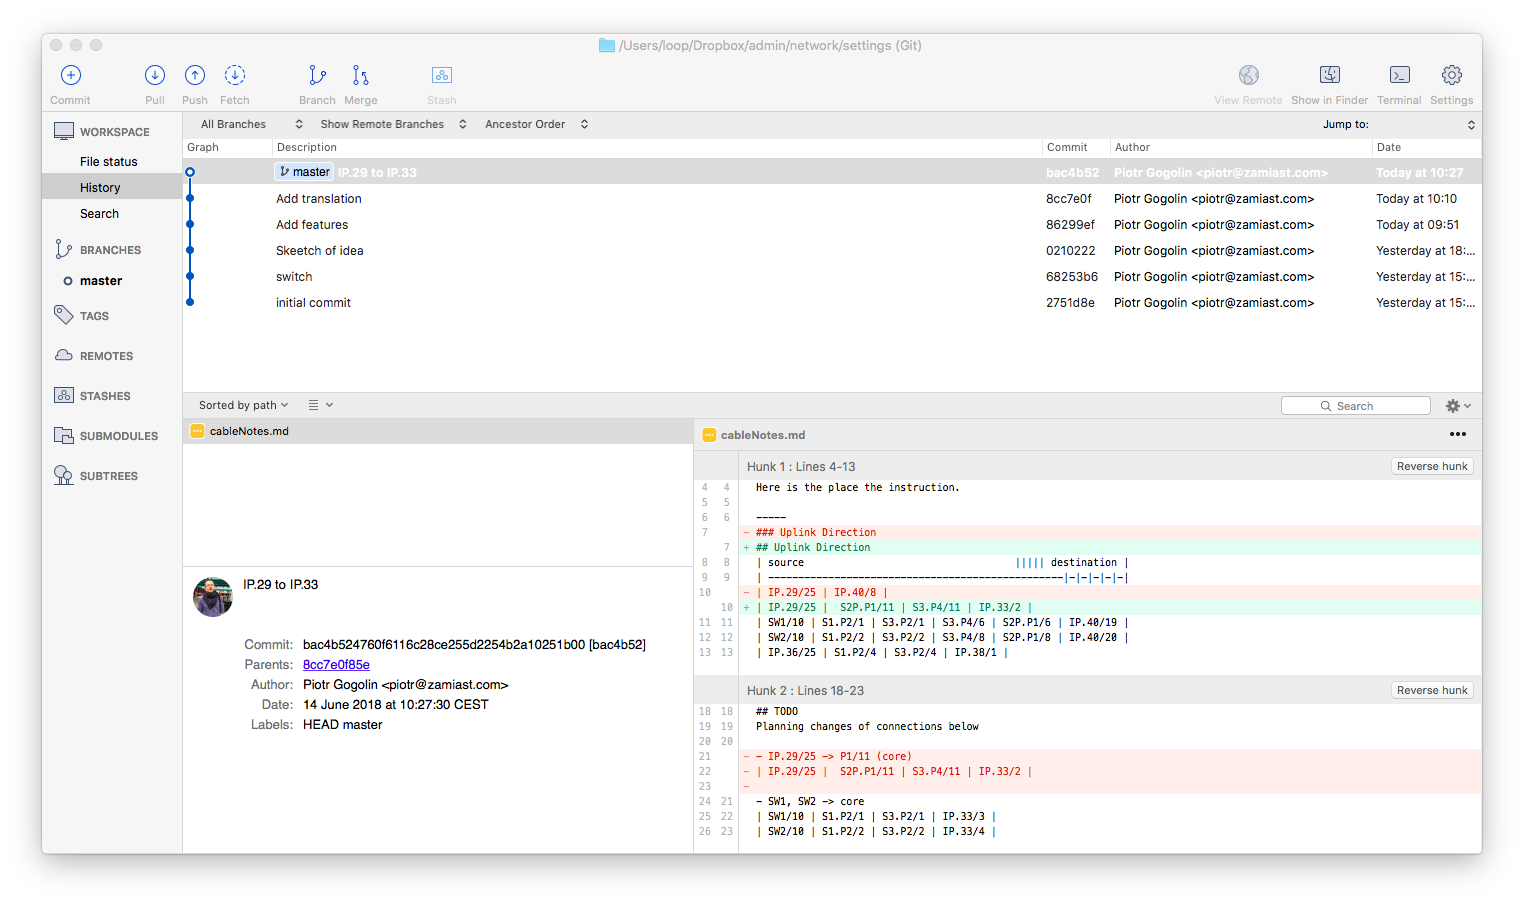 /Users/loop/Dropbox/admin/network/settings (Git)
Commit Pull Push Fetch Branch Merge Stash View Remote Show in Finder Terminal Settings
WORKSPACE
File status
History
Search
BRANCHES
master
TAGS
REMOTES
STASHES
SUBMODULES
SUBTREES
All Branches Show Remote Branches Ancestor Order Jump to:
Graph Description Commit Author Date
master IP.29 to IP.33 bac4b52 Piotr Gogolin <piotr@zamiast.com> Today at 10:27
Add translation 8cc7e0f Piotr Gogolin <piotr@zamiast.com> Today at 10:10
Add features 86299ef Piotr Gogolin <piotr@zamiast.com> Today at 09:51
Skeetch of idea 0210222 Piotr Gogolin <piotr@zamiast.com> Yesterday at 18:...
switch 68253b6 Piotr Gogolin <piotr@zamiast.com> Yesterday at 15:...
initial commit 2751d8e Piotr Gogolin <piotr@zamiast.com> Yesterday at 15:...
Sorted by path Search
cableNotes.md
IP.29 to IP.33
Commit: bac4b524760f6116c28ce255d2254b2a10251b00 [bac4b52]
Parents: 8cc7e0f85e
Author: Piotr Gogolin <piotr@zamiast.com>
Date: 14 June 2018 at 10:27:30 CEST
Labels: HEAD master
cableNotes.md •••
Hunk 1 : Lines 4-13 Reverse hunk
4 4 Here is the place the instruction.
5 5
6 6 -----
7 - ### Uplink Direction
7 + ## Uplink Direction
8 8 | source ||||| destination |
9 9 | -------------------------------------------------|-|-|-|-|-|
10 - | IP.29/25 | IP.40/8 |
10 + | IP.29/25 |  S2P.P1/11 | S3.P4/11 | IP.33/2 |
11 11 | SW1/10 | S1.P2/1 | S3.P2/1 | S3.P4/6 | S2P.P1/6 | IP.40/19 |
12 12 | SW2/10 | S1.P2/2 | S3.P2/2 | S3.P4/8 | S2P.P1/8 | IP.40/20 |
13 13 | IP.36/25 | S1.P2/4 | S3.P2/4 | IP.38/1 |
Hunk 2 : Lines 18-23 Reverse hunk
18 18 ## TODO
19 19 Planning changes of connections below
20 20
21 - - IP.29/25 -> P1/11 (core)
22 - | IP.29/25 |  S2P.P1/11 | S3.P4/11 | IP.33/2 |
23 -
24 21 - SW1, SW2 -> core
25 22 | SW1/10 | S1.P2/1 | S3.P2/1 | IP.33/3 |
26 23 | SW2/10 | S1.P2/2 | S3.P2/2 | IP.33/4 |